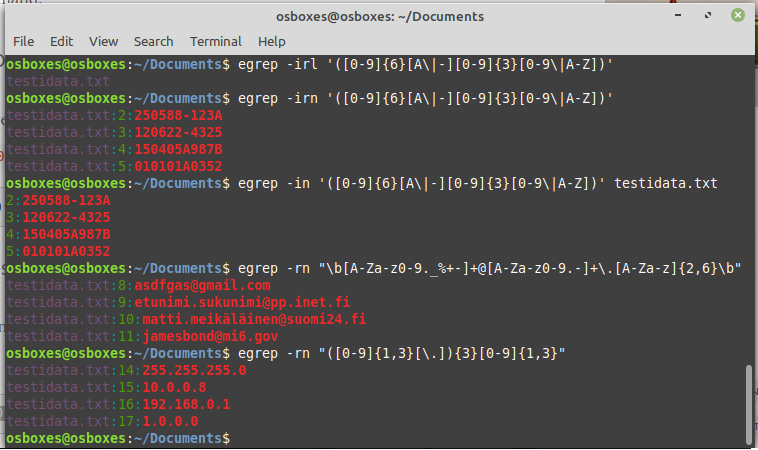 osboxes@osboxes: ~/Documents
File Edit View Search Terminal Help
osboxes@osboxes:~/Documents$ egrep -irl '([0-9]{6}[A\|-][0-9]{3}[0-9\|A-Z])'
testidata.txt
osboxes@osboxes:~/Documents$ egrep -irn '([0-9]{6}[A\|-][0-9]{3}[0-9\|A-Z])'
testidata.txt:2:250588-123A
testidata.txt:3:120622-4325
testidata.txt:4:150405A987B
testidata.txt:5:010101A0352
osboxes@osboxes:~/Documents$ egrep -in '([0-9]{6}[A\|-][0-9]{3}[0-9\|A-Z])' testidata.txt
2:250588-123A
3:120622-4325
4:150405A987B
5:010101A0352
osboxes@osboxes:~/Documents$ egrep -rn "\b[A-Za-z0-9._%+-]+@[A-Za-z0-9.-]+\.[A-Za-z]{2,6}\b"
testidata.txt:8:asdfgas@gmail.com
testidata.txt:9:etunimi.sukunimi@pp.inet.fi
testidata.txt:10:matti.meikäläinen@suomi24.fi
testidata.txt:11:jamesbond@mi6.gov
osboxes@osboxes:~/Documents$ egrep -rn "([0-9]{1,3}[\.]){3}[0-9]{1,3}"
testidata.txt:14:255.255.255.0
testidata.txt:15:10.0.0.8
testidata.txt:16:192.168.0.1
testidata.txt:17:1.0.0.0
osboxes@osboxes:~/Documents$